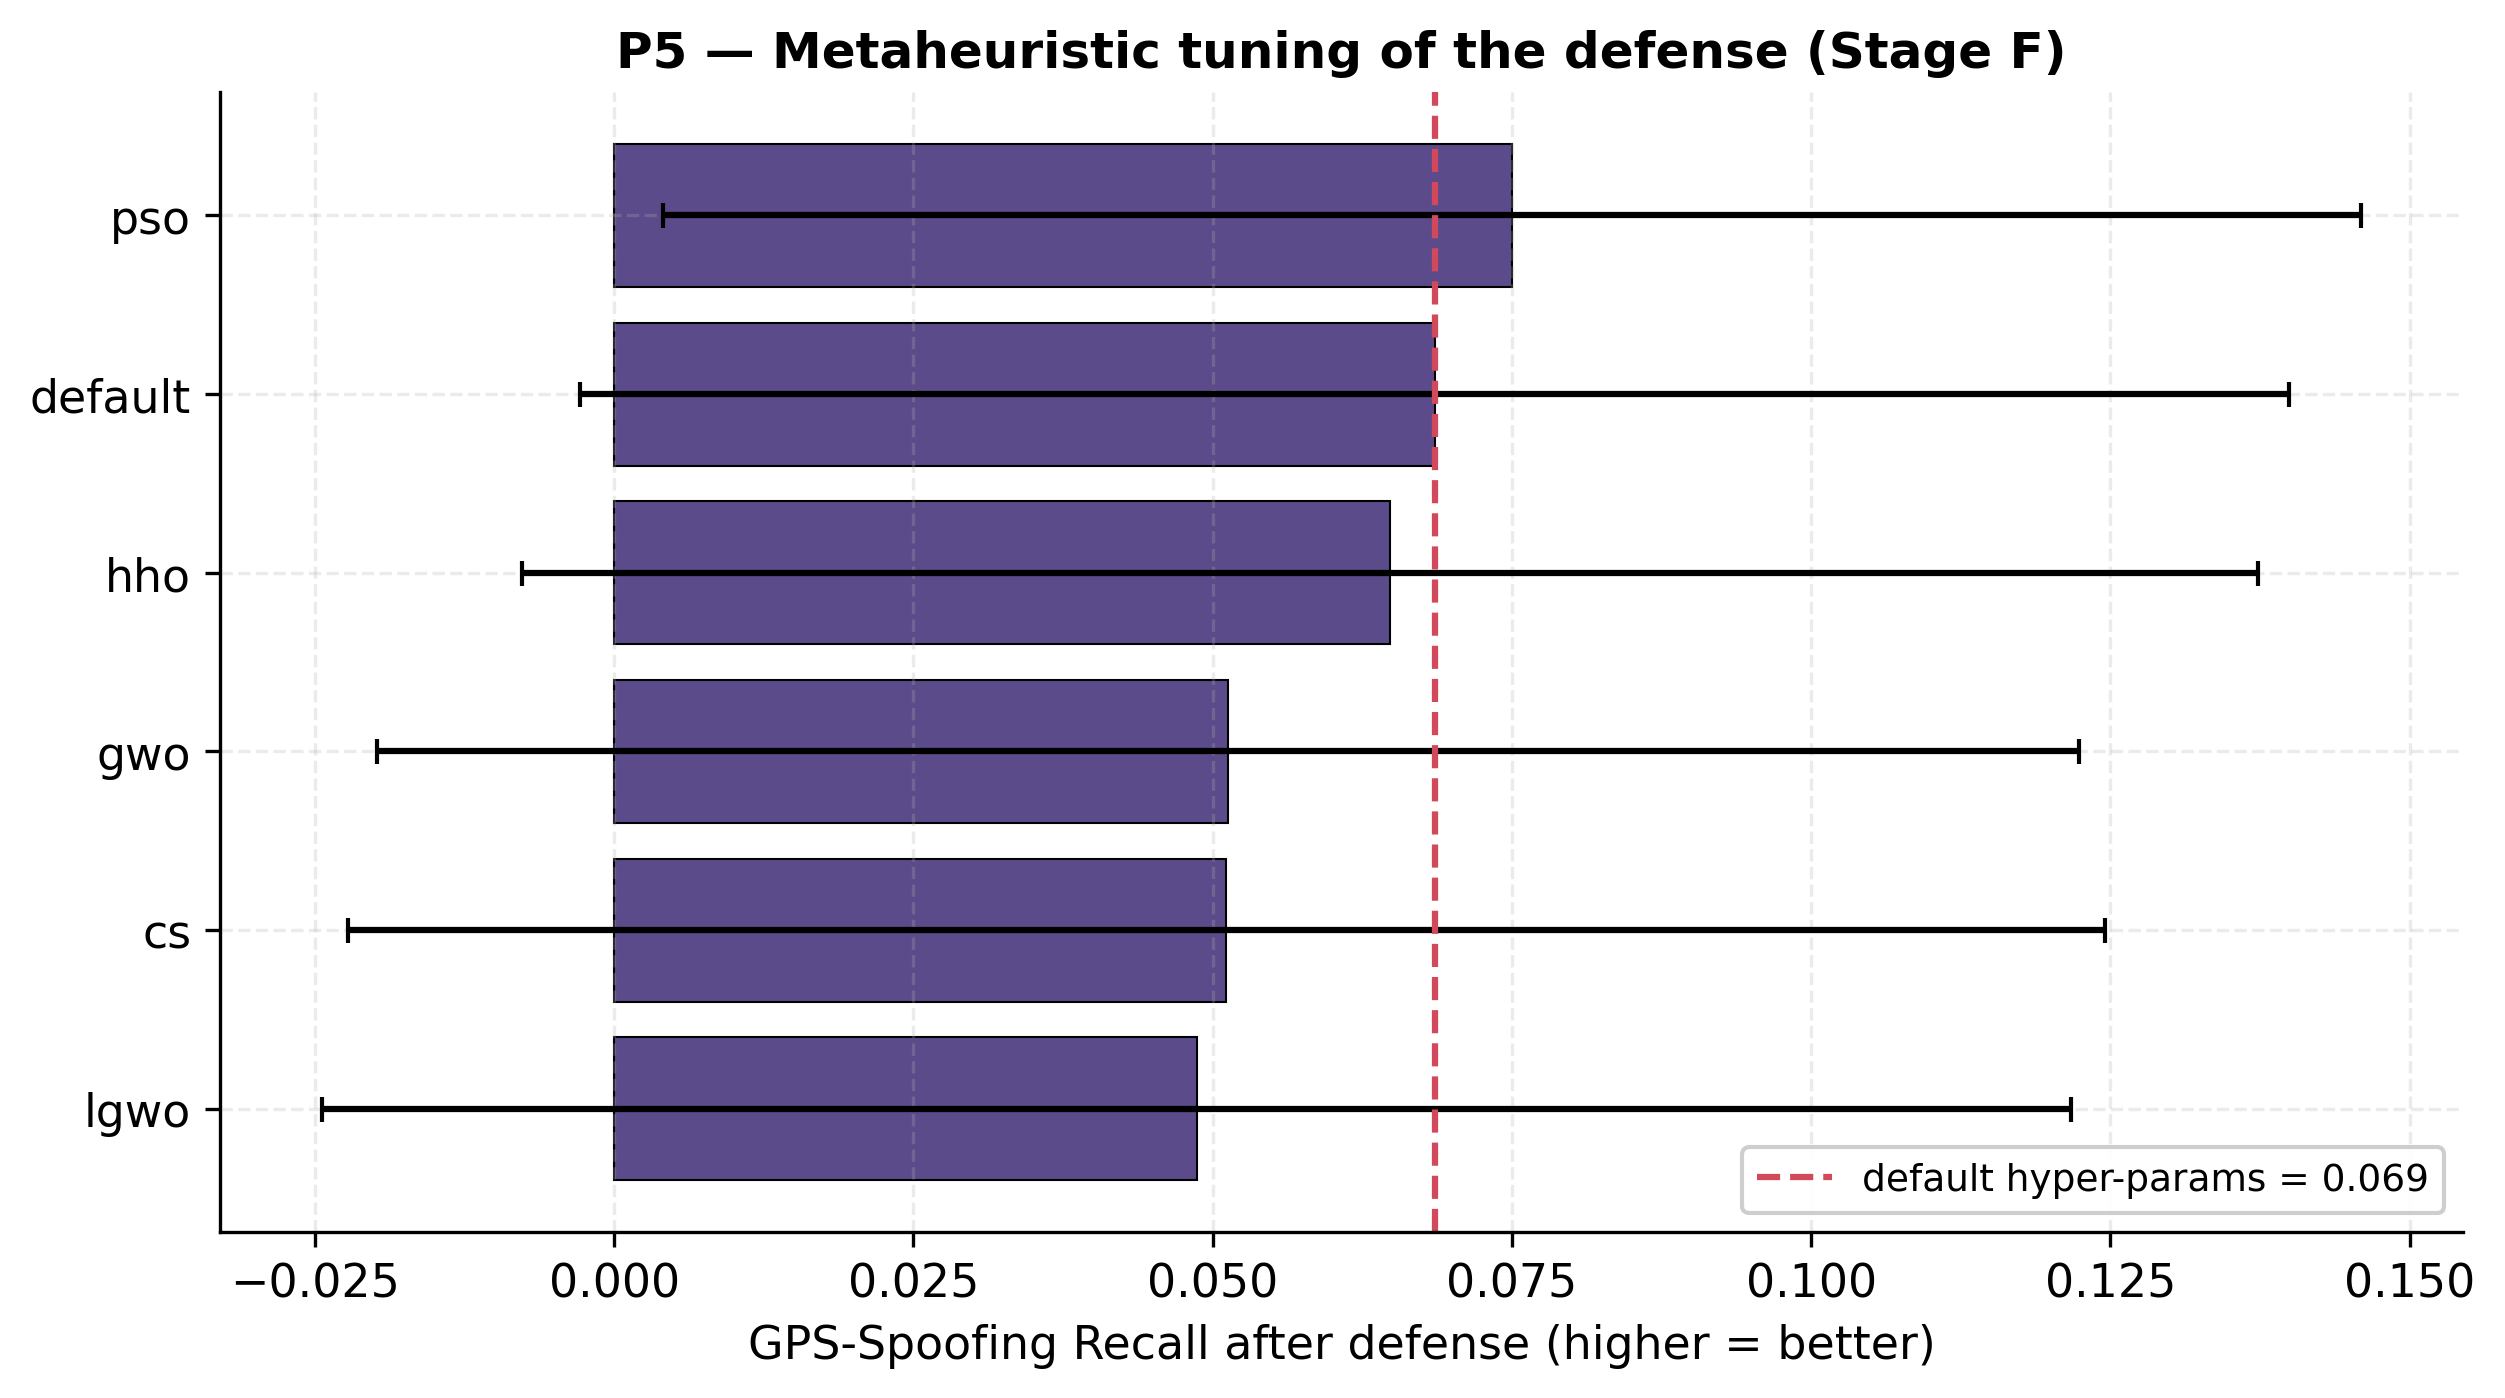 P5 — Metaheuristic tuning of the defense (Stage F)
pso
default
hho
gwo
cs
lgwo
default hyper-params = 0.069
−0.025 0.000 0.025 0.050 0.075 0.100 0.125 0.150
GPS-Spoofing Recall after defense (higher = better)